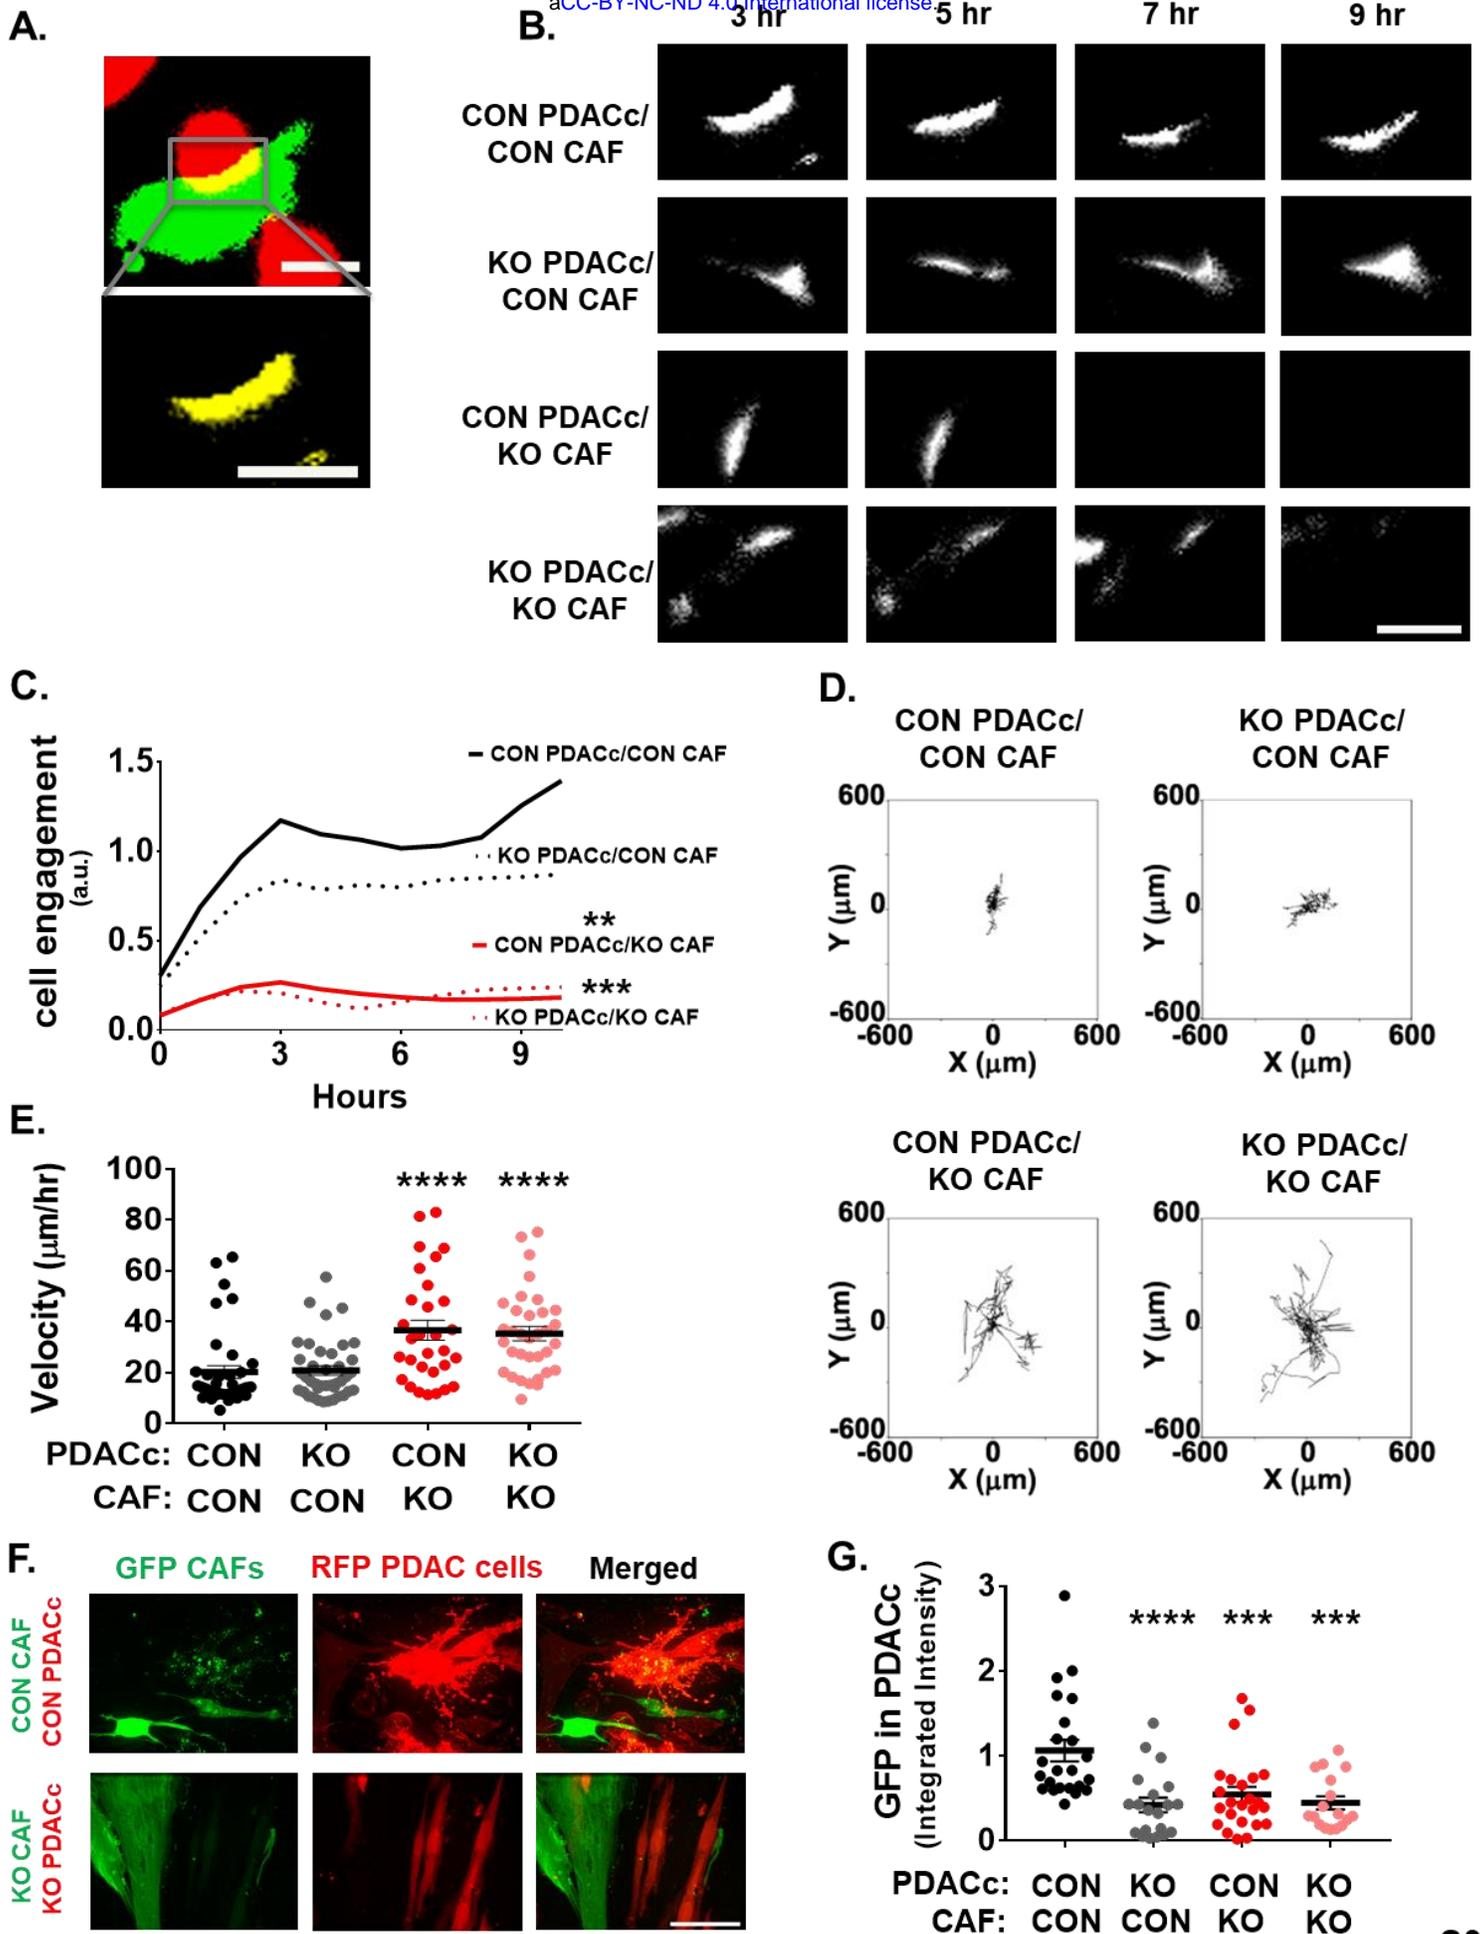 aCC-BY-NC-ND 4.0 International license.
A.
B.
3 hr
5 hr
7 hr
9 hr
CON PDACc/
CON CAF
KO PDACc/
CON CAF
CON PDACc/
KO CAF
KO PDACc/
KO CAF
C.
cell engagement
(a.u.)
1.5
1.0
0.5
0.0
0
3
6
9
Hours
CON PDACc/CON CAF
KO PDACc/CON CAF
**
CON PDACc/KO CAF
***
KO PDACc/KO CAF
D.
CON PDACc/
CON CAF
600
0
-600
Y (μm)
-600 0 600
X (μm)
KO PDACc/
CON CAF
600
0
-600
Y (μm)
-600 0 600
X (μm)
CON PDACc/
KO CAF
600
0
-600
Y (μm)
-600 0 600
X (μm)
KO PDACc/
KO CAF
600
0
-600
Y (μm)
-600 0 600
X (μm)
E.
Velocity (μm/hr)
100
80
60
40
20
0
**** ****
PDACc: CON KO CON KO
CAF: CON CON KO KO
F.
GFP CAFs
RFP PDAC cells
Merged
CON CAF
CON PDACc
KO CAF
KO PDACc
G.
GFP in PDACc
(Integrated Intensity)
3
2
1
0
**** *** ***
PDACc: CON KO CON KO
CAF: CON CON KO KO